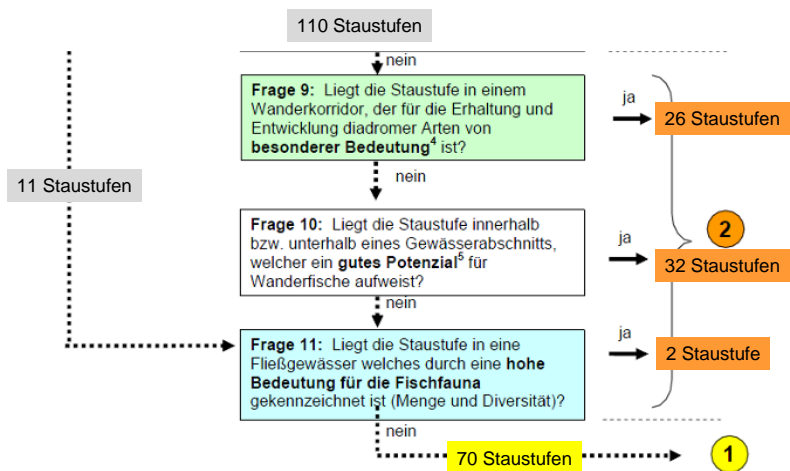 110 Staustufen
nein
Frage 9: Liegt die Staustufe in einem
Wanderkorridor, der für die Erhaltung und
Entwicklung diadromer Arten von
besonderer Bedeutung⁴ ist?
ja
26 Staustufen
nein
11 Staustufen
Frage 10: Liegt die Staustufe innerhalb
bzw. unterhalb eines Gewässerabschnitts,
welcher ein gutes Potenzial⁵ für
Wanderfische aufweist?
ja
2
32 Staustufen
nein
Frage 11: Liegt die Staustufe in eine
Fließgewässer welches durch eine hohe
Bedeutung für die Fischfauna
gekennzeichnet ist (Menge und Diversität)?
ja
2 Staustufe
nein
70 Staustufen
1